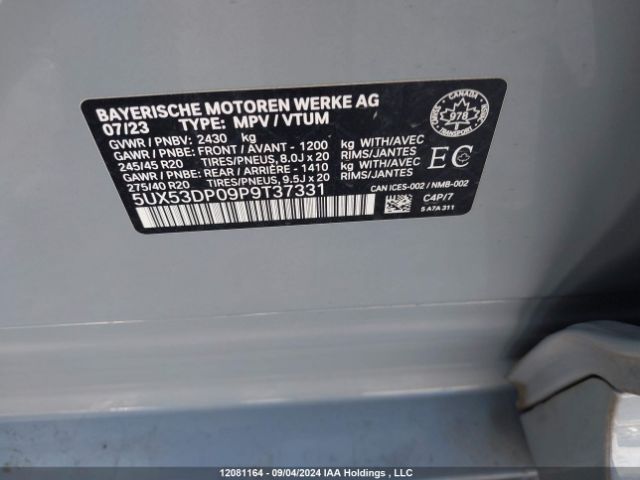 BAYERISCHE MOTOREN WERKE AG
07/23 TYPE: MPV / VTUM
GVWR / PNBV: 2430 kg
GAWR / PNBE: FRONT / AVANT - 1200 kg WITH/AVEC
245/45 R20 TIRES/PNEUS, 8.0J x 20 RIMS/JANTES
GAWR / PNBE: REAR / ARRIÈRE - 1410 kg WITH/AVEC
275/40 R20 TIRES/PNEUS, 9.5J x 20 RIMS/JANTES
5UX53DP09P9T37331
CANADA
978
TRANSPORT
EC
CAN ICES-002 / NMB-002
C4P/7
5 A7A 311
12081164 - 09/04/2024 IAA Holdings , LLC